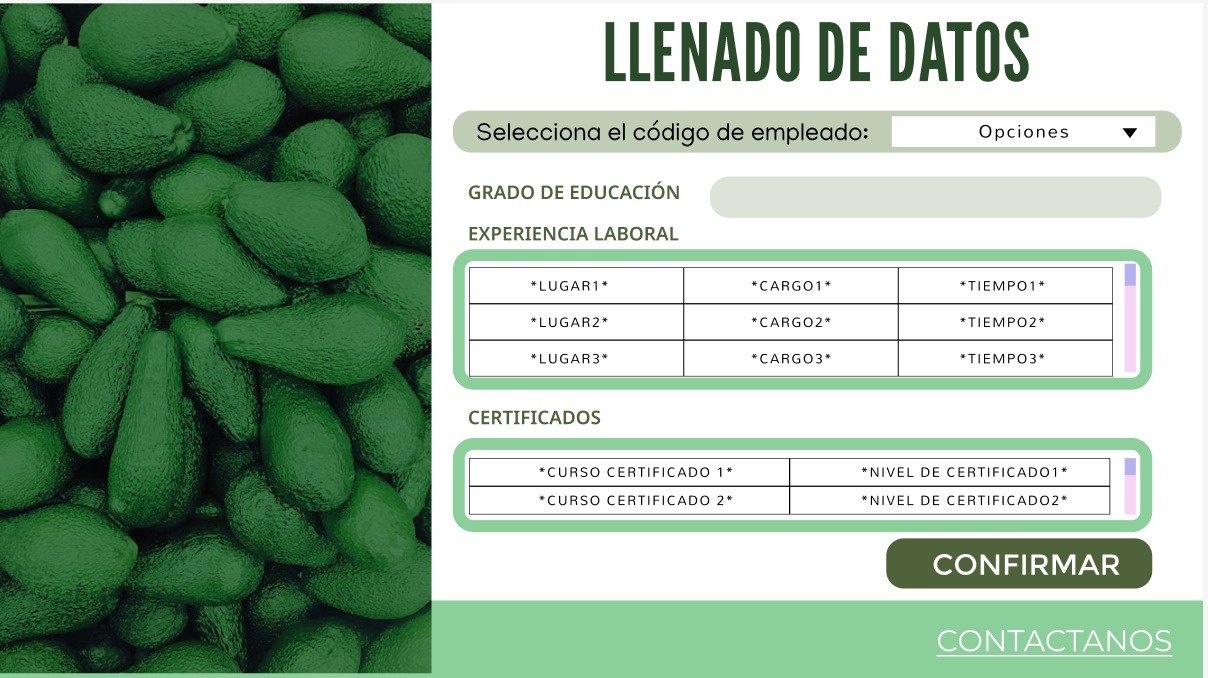 LLENADO DE DATOS
Selecciona el código de empleado: Opciones
GRADO DE EDUCACIÓN
EXPERIENCIA LABORAL
*LUGAR1* *CARGO1* *TIEMPO1*
*LUGAR2* *CARGO2* *TIEMPO2*
*LUGAR3* *CARGO3* *TIEMPO3*
CERTIFICADOS
*CURSO CERTIFICADO 1* *NIVEL DE CERTIFICADO1*
*CURSO CERTIFICADO 2* *NIVEL DE CERTIFICADO2*
CONFIRMAR
CONTACTANOS